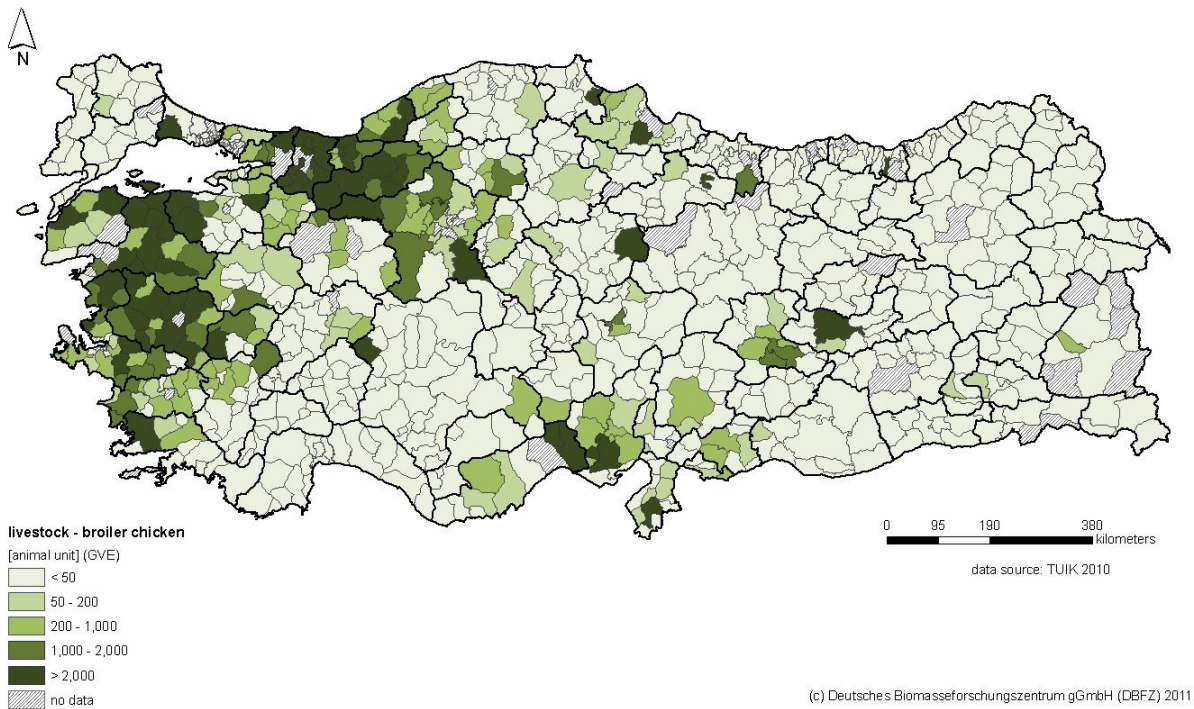 N
livestock - broiler chicken
[animal unit] (GVE)
< 50
50 - 200
200 - 1,000
1,000 - 2,000
> 2,000
no data
0 95 190 380
kilometers
data source: TUIK 2010
(c) Deutsches Biomasseforschungszentrum gGmbH (DBFZ) 2011